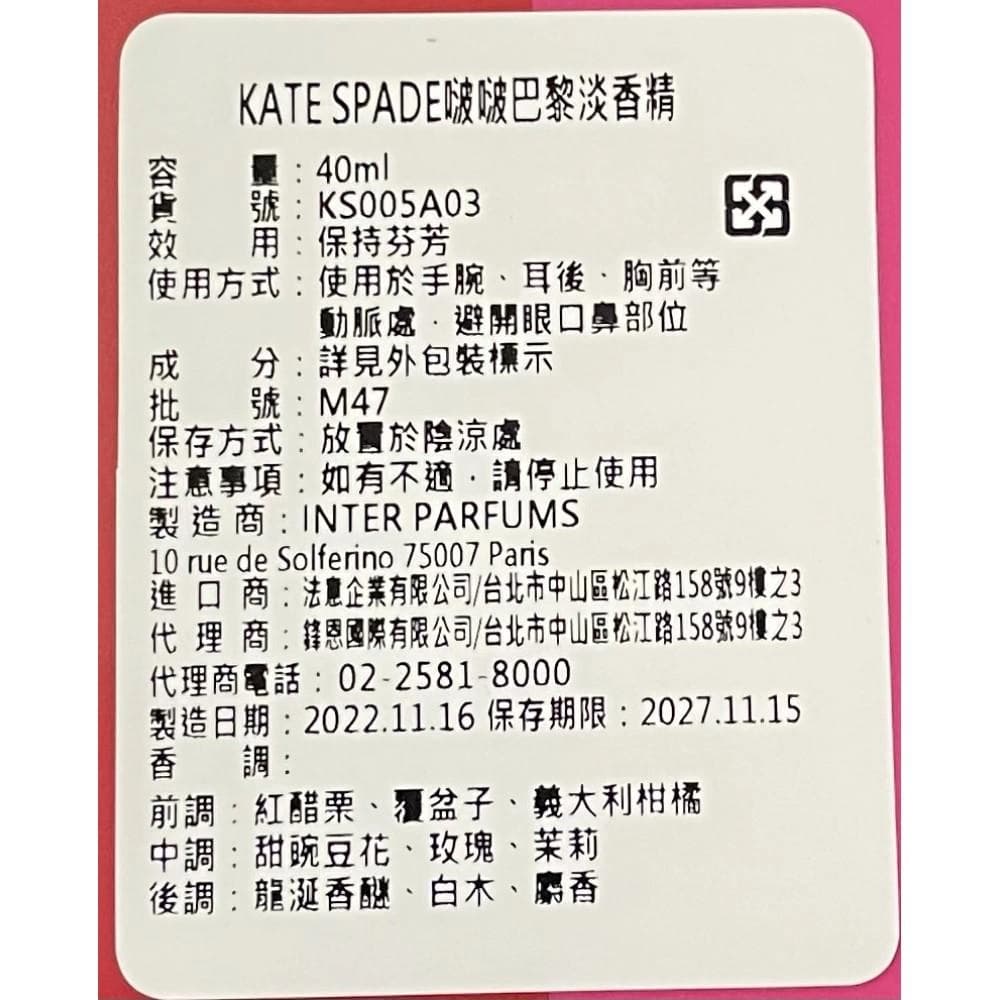 KATE SPADE啵啵巴黎淡香精
容量：40ml
貨號：KS005A03
效用：保持芬芳
使用方式：使用於手腕、耳後、胸前等
動脈處．避開眼口鼻部位
成分：詳見外包裝標示
批號：M47
保存方式：放置於陰涼處
注意事項：如有不適．請停止使用
製造商：INTER PARFUMS
10 rue de Solferino 75007 Paris
進口商：法意企業有限公司/台北市中山區松江路158號9樓之3
代理商：鋒恩國際有限公司/台北市中山區松江路158號9樓之3
代理商電話：02-2581-8000
製造日期：2022.11.16 保存期限：2027.11.15
香調：
前調：紅醋栗、覆盆子、義大利柑橘
中調：甜豌豆花、玫瑰、茉莉
後調：龍涎香醚、白木、麝香